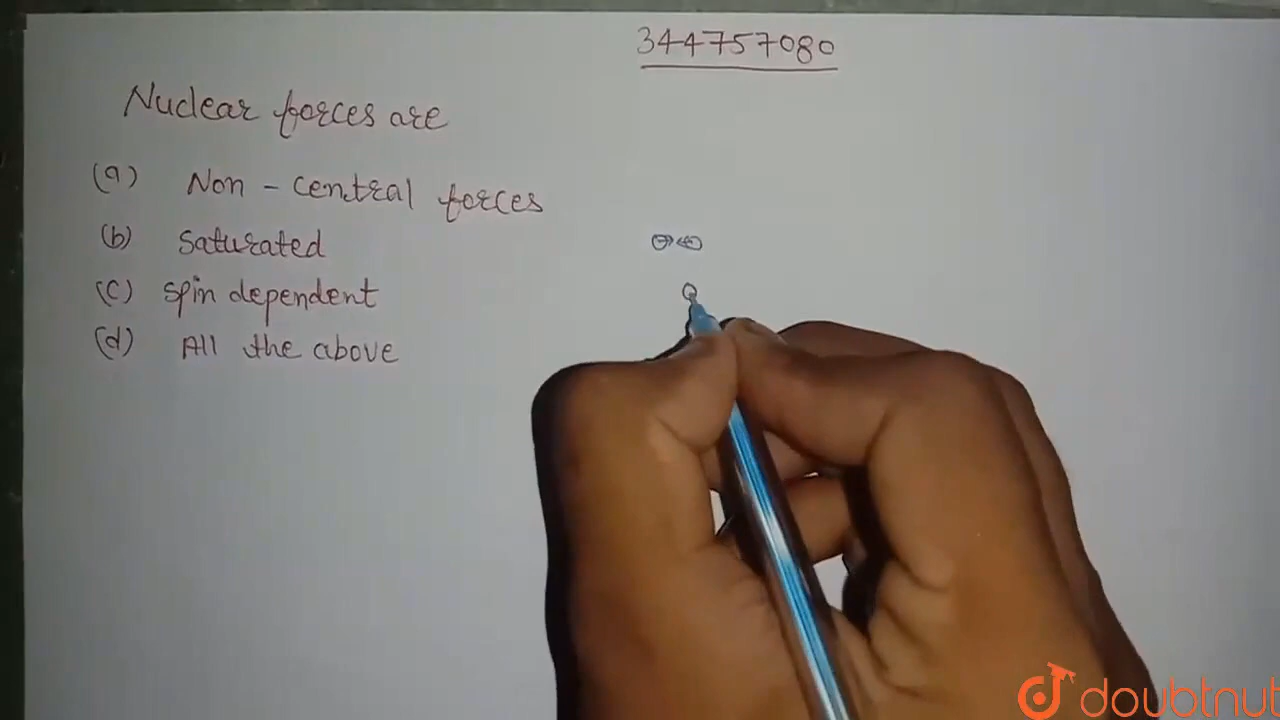 344757080
Nuclear forces are
(a) Non - central forces
(b) saturated
(c) spin dependent
(d) All the above
doubtnut